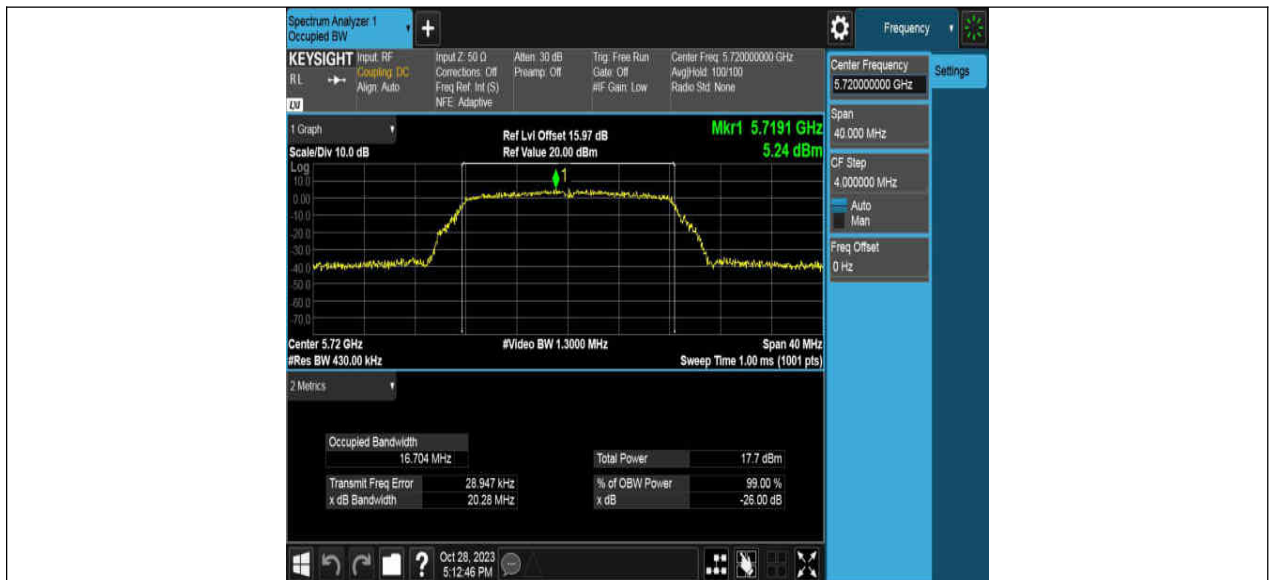 Spectrum Analyzer 1
Occupied BW
+
Frequency
KEYSIGHT
RL
LXI
Input: RF
Coupling: DC
Align: Auto
Input Z: 50 Ω
Corrections: Off
Freq Ref: Int (S)
NFE: Adaptive
Atten: 30 dB
Preamp: Off
Trig: Free Run
Gate: Off
#IF Gain: Low
Center Freq: 5.720000000 GHz
Avg|Hold: 100/100
Radio Std: None
Center Frequency
5.720000000 GHz
Settings
Span
40.000 MHz
CF Step
4.000000 MHz
Auto
Man
Freq Offset
0 Hz
1 Graph
Scale/Div 10.0 dB
Ref Lvl Offset 15.97 dB
Ref Value 20.00 dBm
Mkr1 5.7191 GHz
5.24 dBm
Log
1
10.0
0.00
-10.0
-20.0
-30.0
-40.0
-50.0
-60.0
-70.0
Center 5.72 GHz
#Res BW 430.00 kHz
#Video BW 1.3000 MHz
Span 40 MHz
Sweep Time 1.00 ms (1001 pts)
2 Metrics
Occupied Bandwidth
16.704 MHz
Total Power 17.7 dBm
Transmit Freq Error 28.947 kHz
% of OBW Power 99.00 %
x dB Bandwidth 20.28 MHz
x dB -26.00 dB
?
Oct 28, 2023
5:12:46 PM